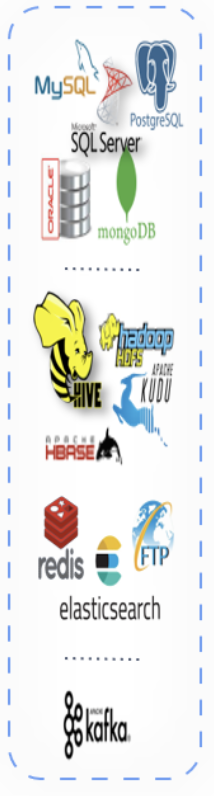 MySQL
PostgreSQL
Microsoft
SQL Server
ORACLE
mongoDB
hadoop
HDFS
APACHE
KUDU
HIVE
APACHE
HBASE
redis
FTP
elasticsearch
APACHE
kafka